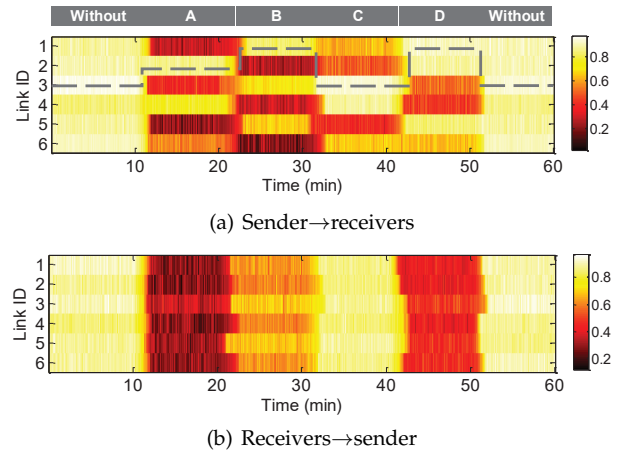 Without A B C D Without
Link ID
1
2
3
4
5
6
10 20 30 40 50 60
Time (min)
0.8
0.6
0.4
0.2
(a) Sender→receivers
Link ID
1
2
3
4
5
6
10 20 30 40 50 60
Time (min)
0.8
0.6
0.4
0.2
(b) Receivers→sender